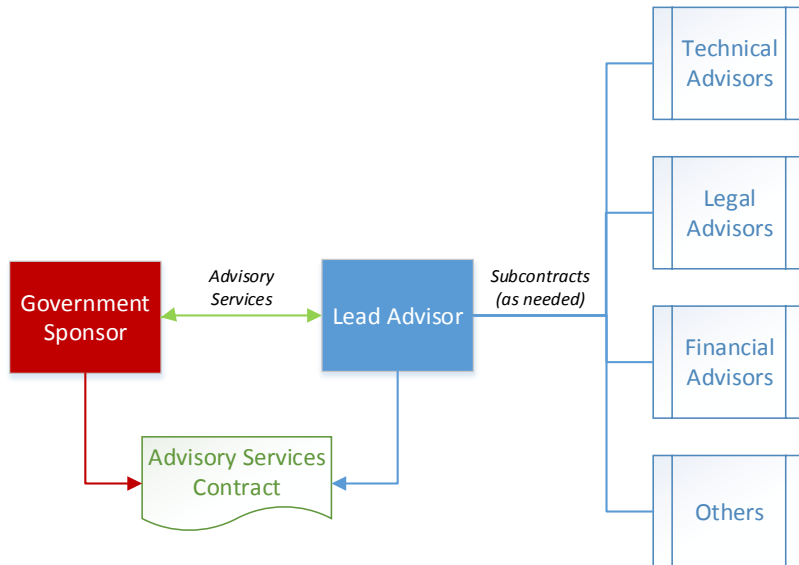 Government
Sponsor
Advisory
Services
Lead Advisor
Subcontracts
(as needed)
Advisory Services
Contract
Technical
Advisors
Legal
Advisors
Financial
Advisors
Others